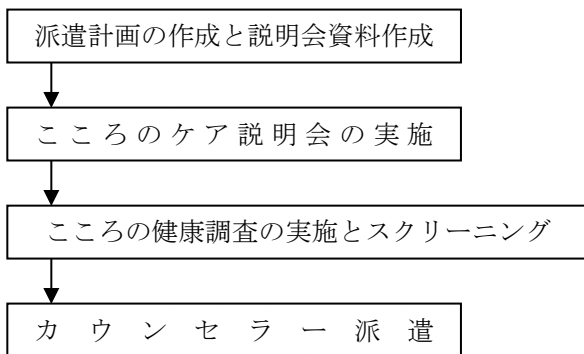 派遣計画の作成と説明会資料作成
こころのケア説明会の実施
こころの健康調査の実施とスクリーニング
カウンセラー派遣